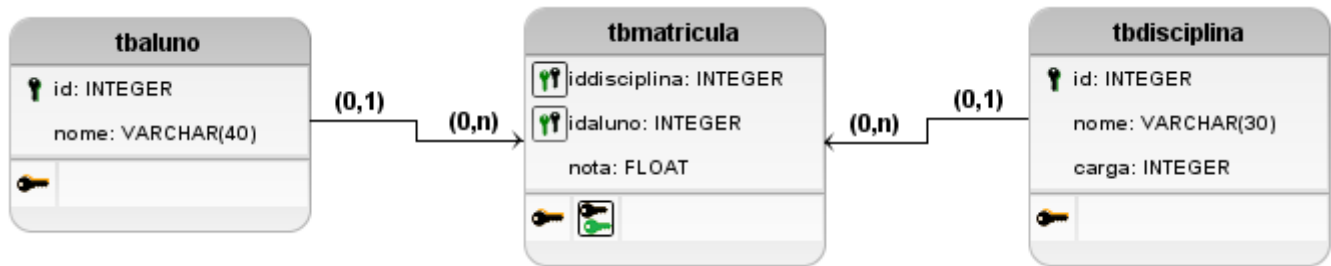 tbaluno
id: INTEGER
nome: VARCHAR(40)
(0,1)
(0,n)
tbmatricula
iddisciplina: INTEGER
idaluno: INTEGER
nota: FLOAT
(0,n)
(0,1)
tbdisciplina
id: INTEGER
nome: VARCHAR(30)
carga: INTEGER